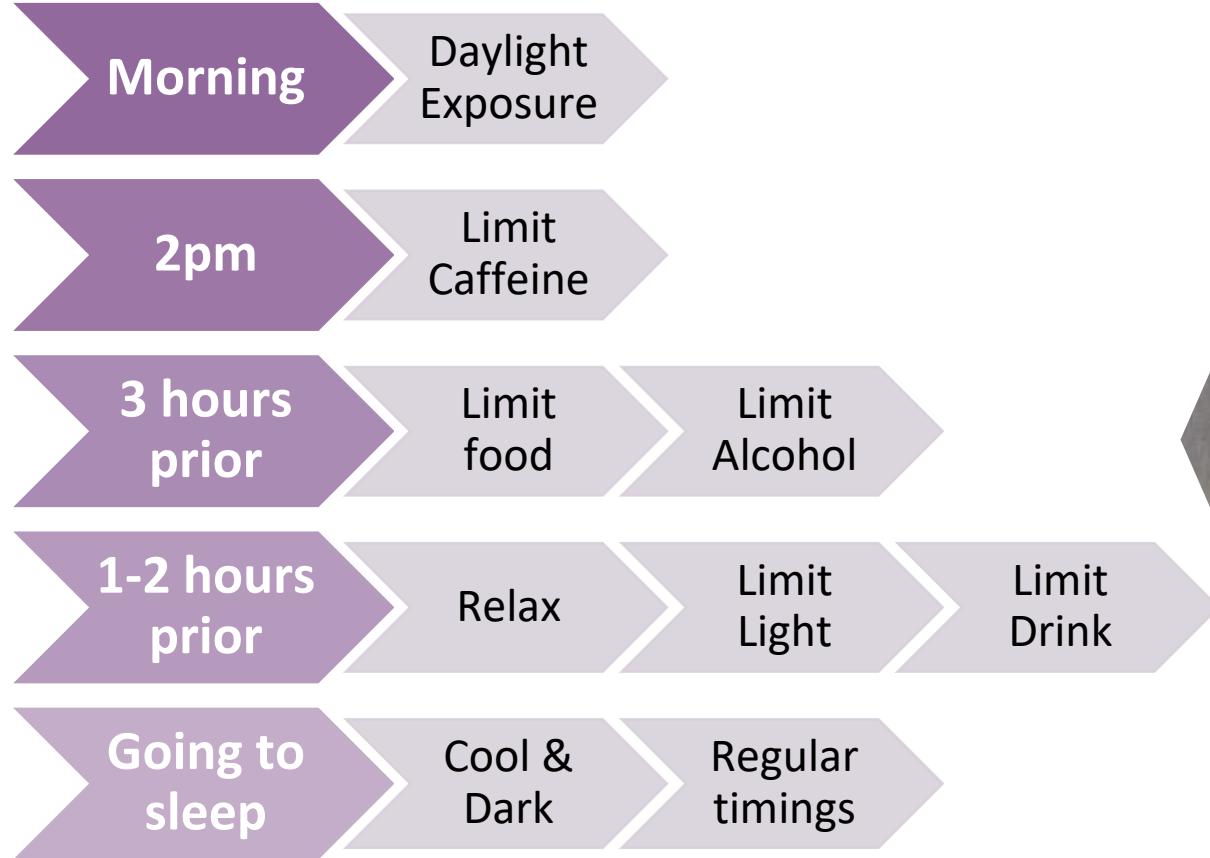 Morning
Daylight
Exposure
2pm
Limit
Caffeine
3 hours
prior
Limit
food
Limit
Alcohol
1-2 hours
prior
Relax
Limit
Light
Limit
Drink
Going to
sleep
Cool &
Dark
Regular
timings